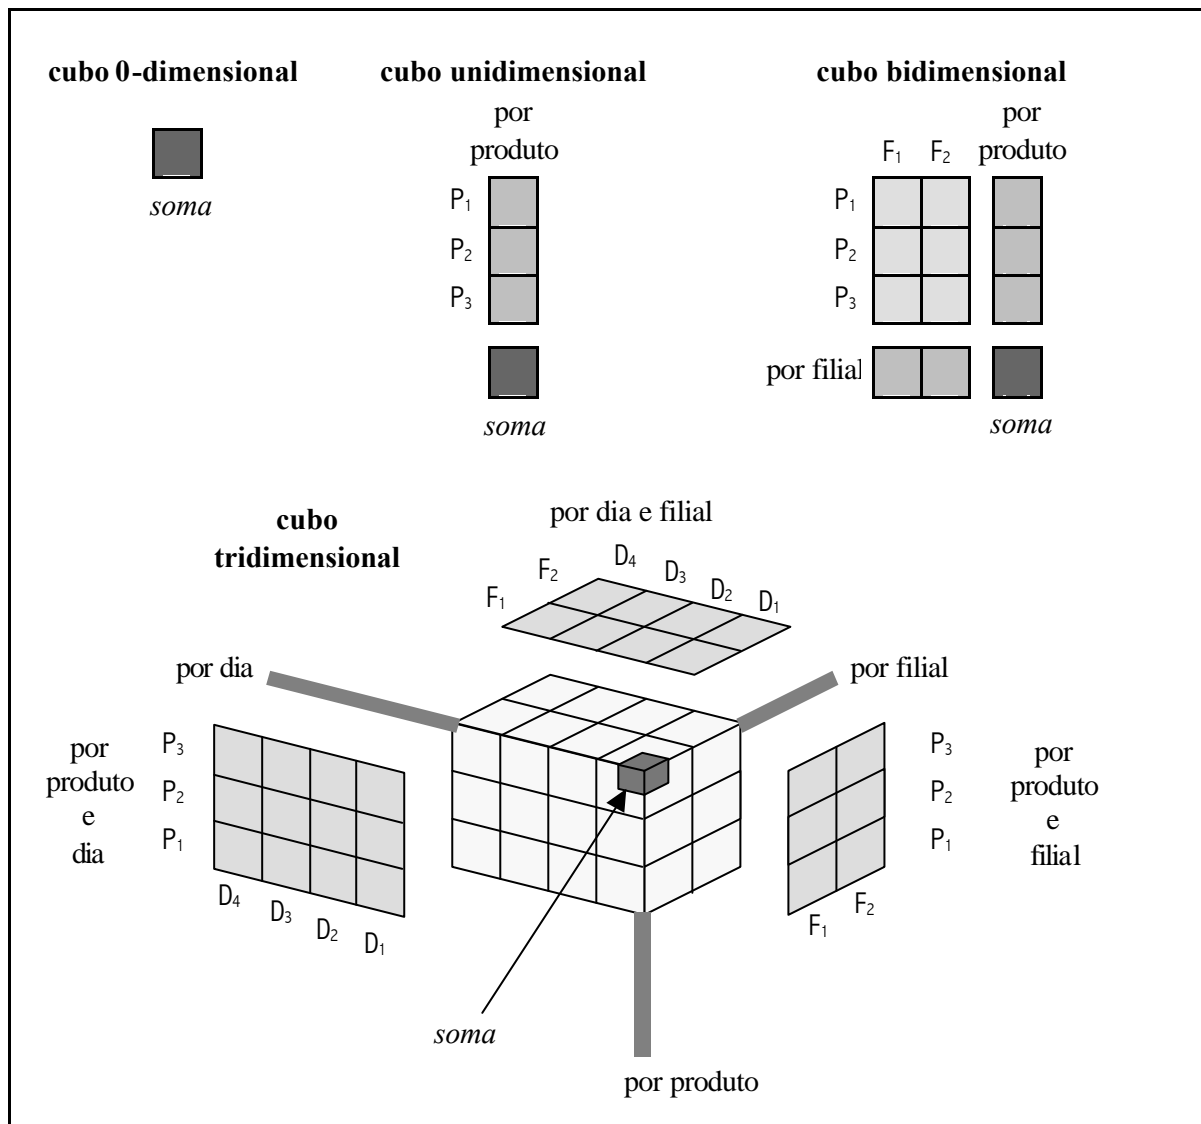 cubo 0-dimensional
soma
cubo unidimensional
por
produto
P1
P2
P3
soma
cubo bidimensional
F1 F2
por
produto
P1
P2
P3
por filial
soma
cubo
tridimensional
por dia e filial
F1 F2 D4 D3 D2 D1
por dia
por filial
por
produto
e
dia
P3
P2
P1
D4 D3 D2 D1
P3
P2
P1
F1 F2
por
produto
e
filial
soma
por produto